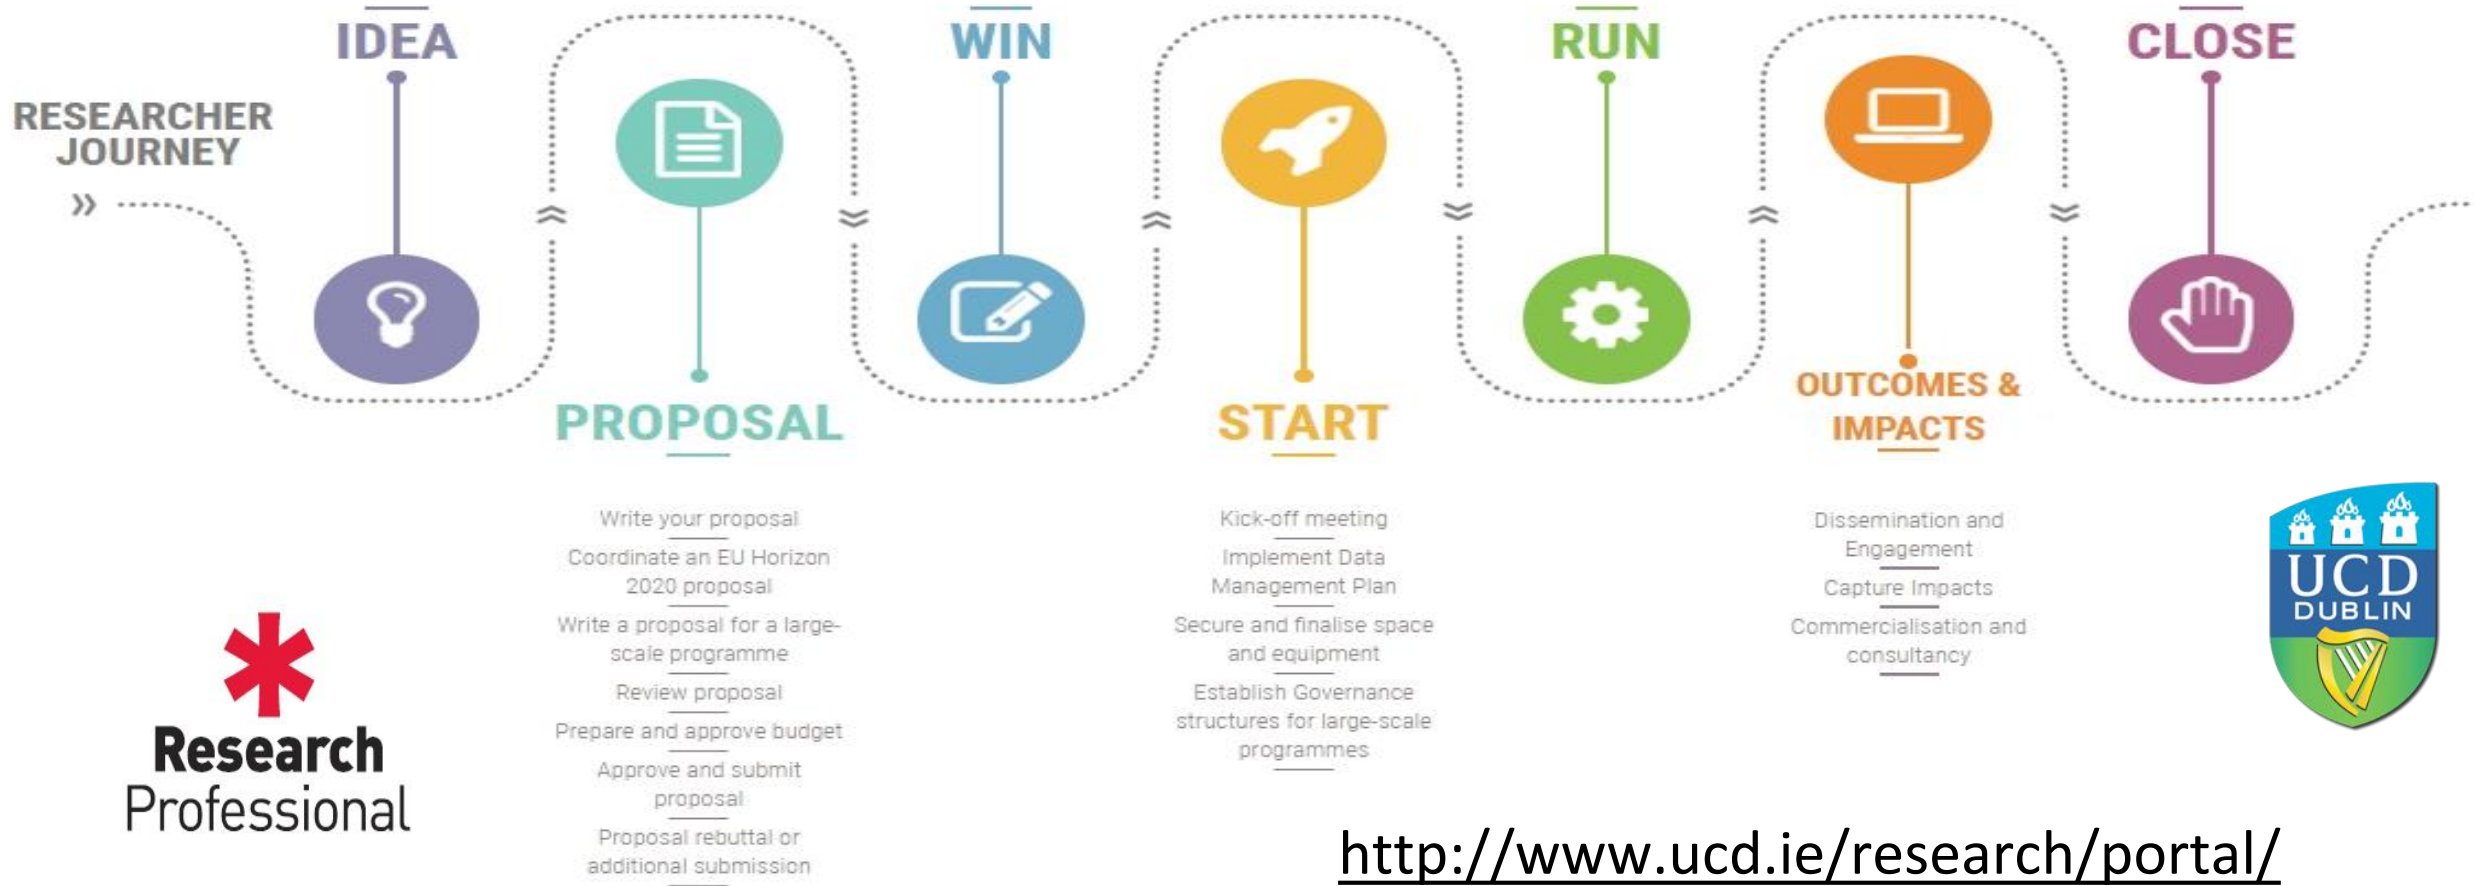 IDEA
WIN
RUN
CLOSE
RESEARCHER
JOURNEY
PROPOSAL
START
OUTCOMES &
IMPACTS
Write your proposal
Coordinate an EU Horizon
2020 proposal
Write a proposal for a large-
scale programme
Review proposal
Prepare and approve budget
Approve and submit
proposal
Proposal rebuttal or
additional submission
Kick-off meeting
Implement Data
Management Plan
Secure and finalise space
and equipment
Establish Governance
structures for large-scale
programmes
Dissemination and
Engagement
Capture Impacts
Commercialisation and
consultancy
UCD
DUBLIN
Research
Professional
http://www.ucd.ie/research/portal/